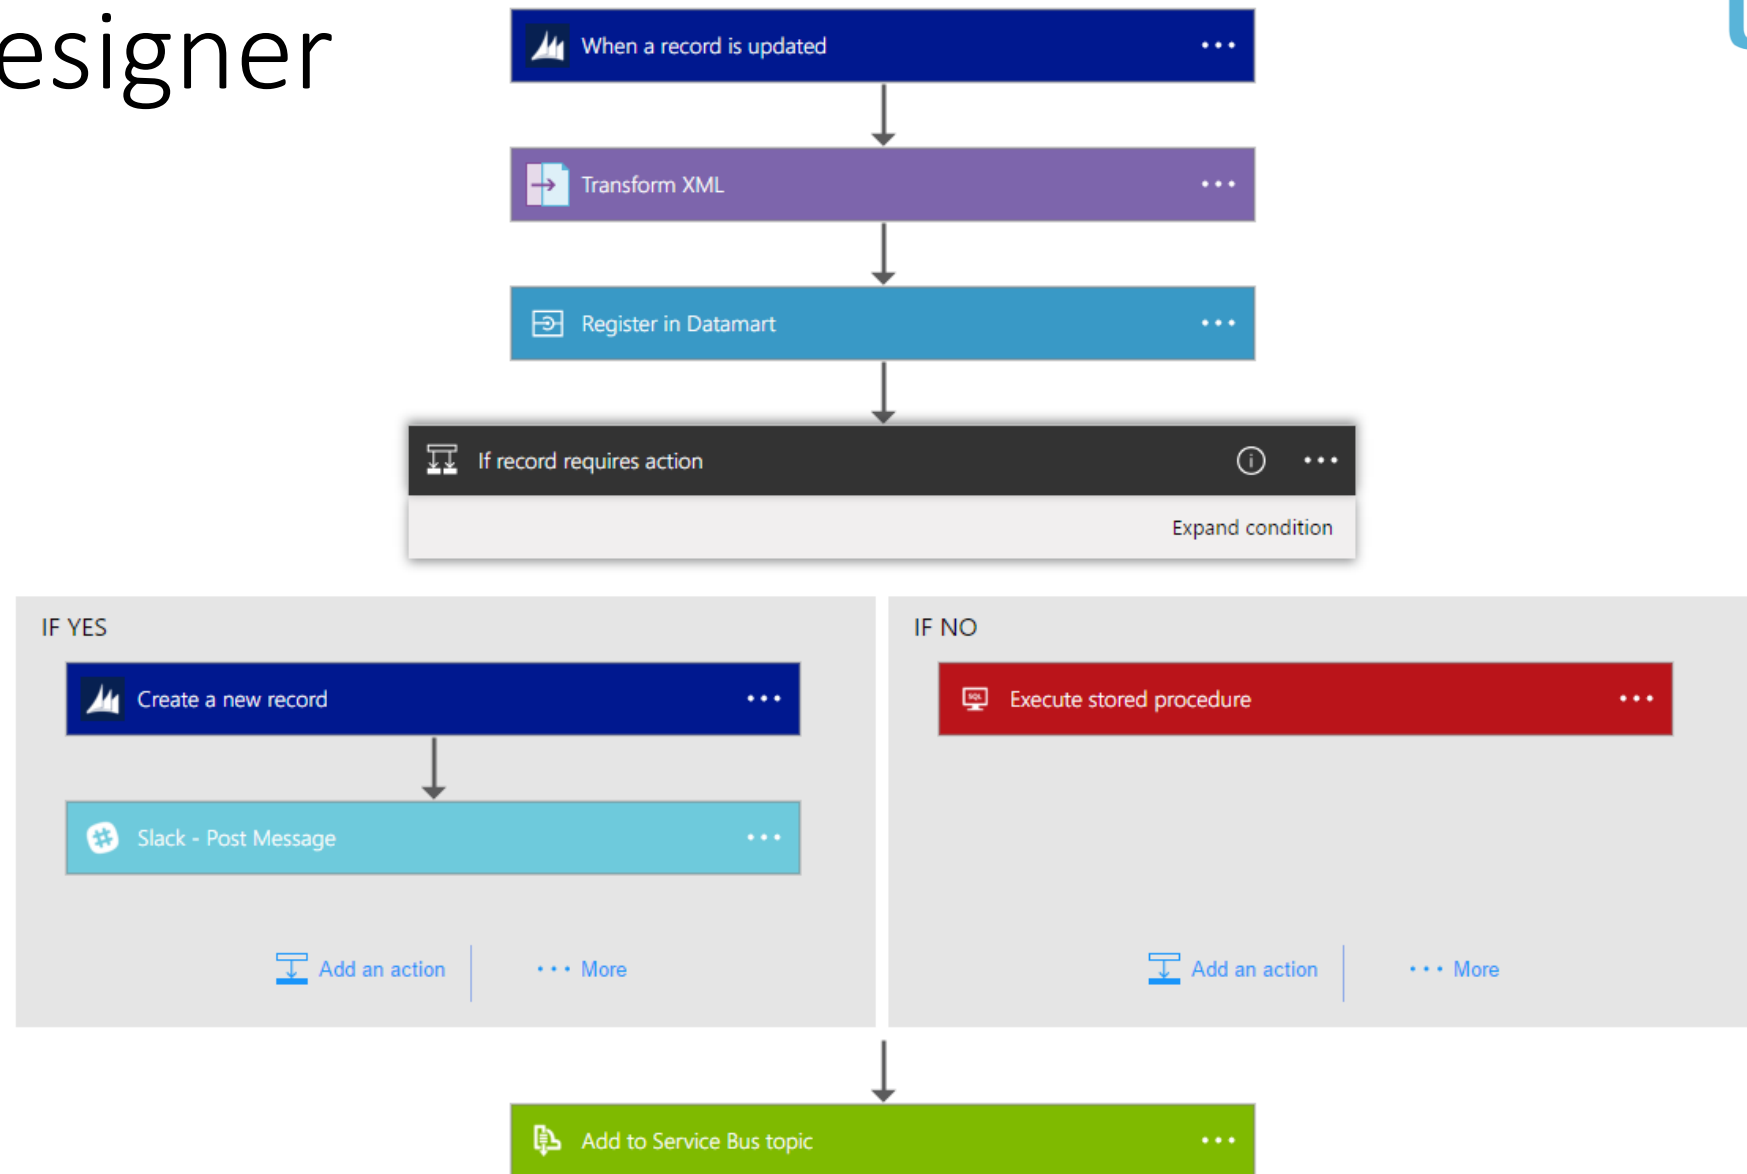 esigner
When a record is updated
Transform XML
Register in Datamart
If record requires action
Expand condition
IF YES
Create a new record
Slack - Post Message
Add an action
More
IF NO
SQL
Execute stored procedure
Add an action
More
Add to Service Bus topic